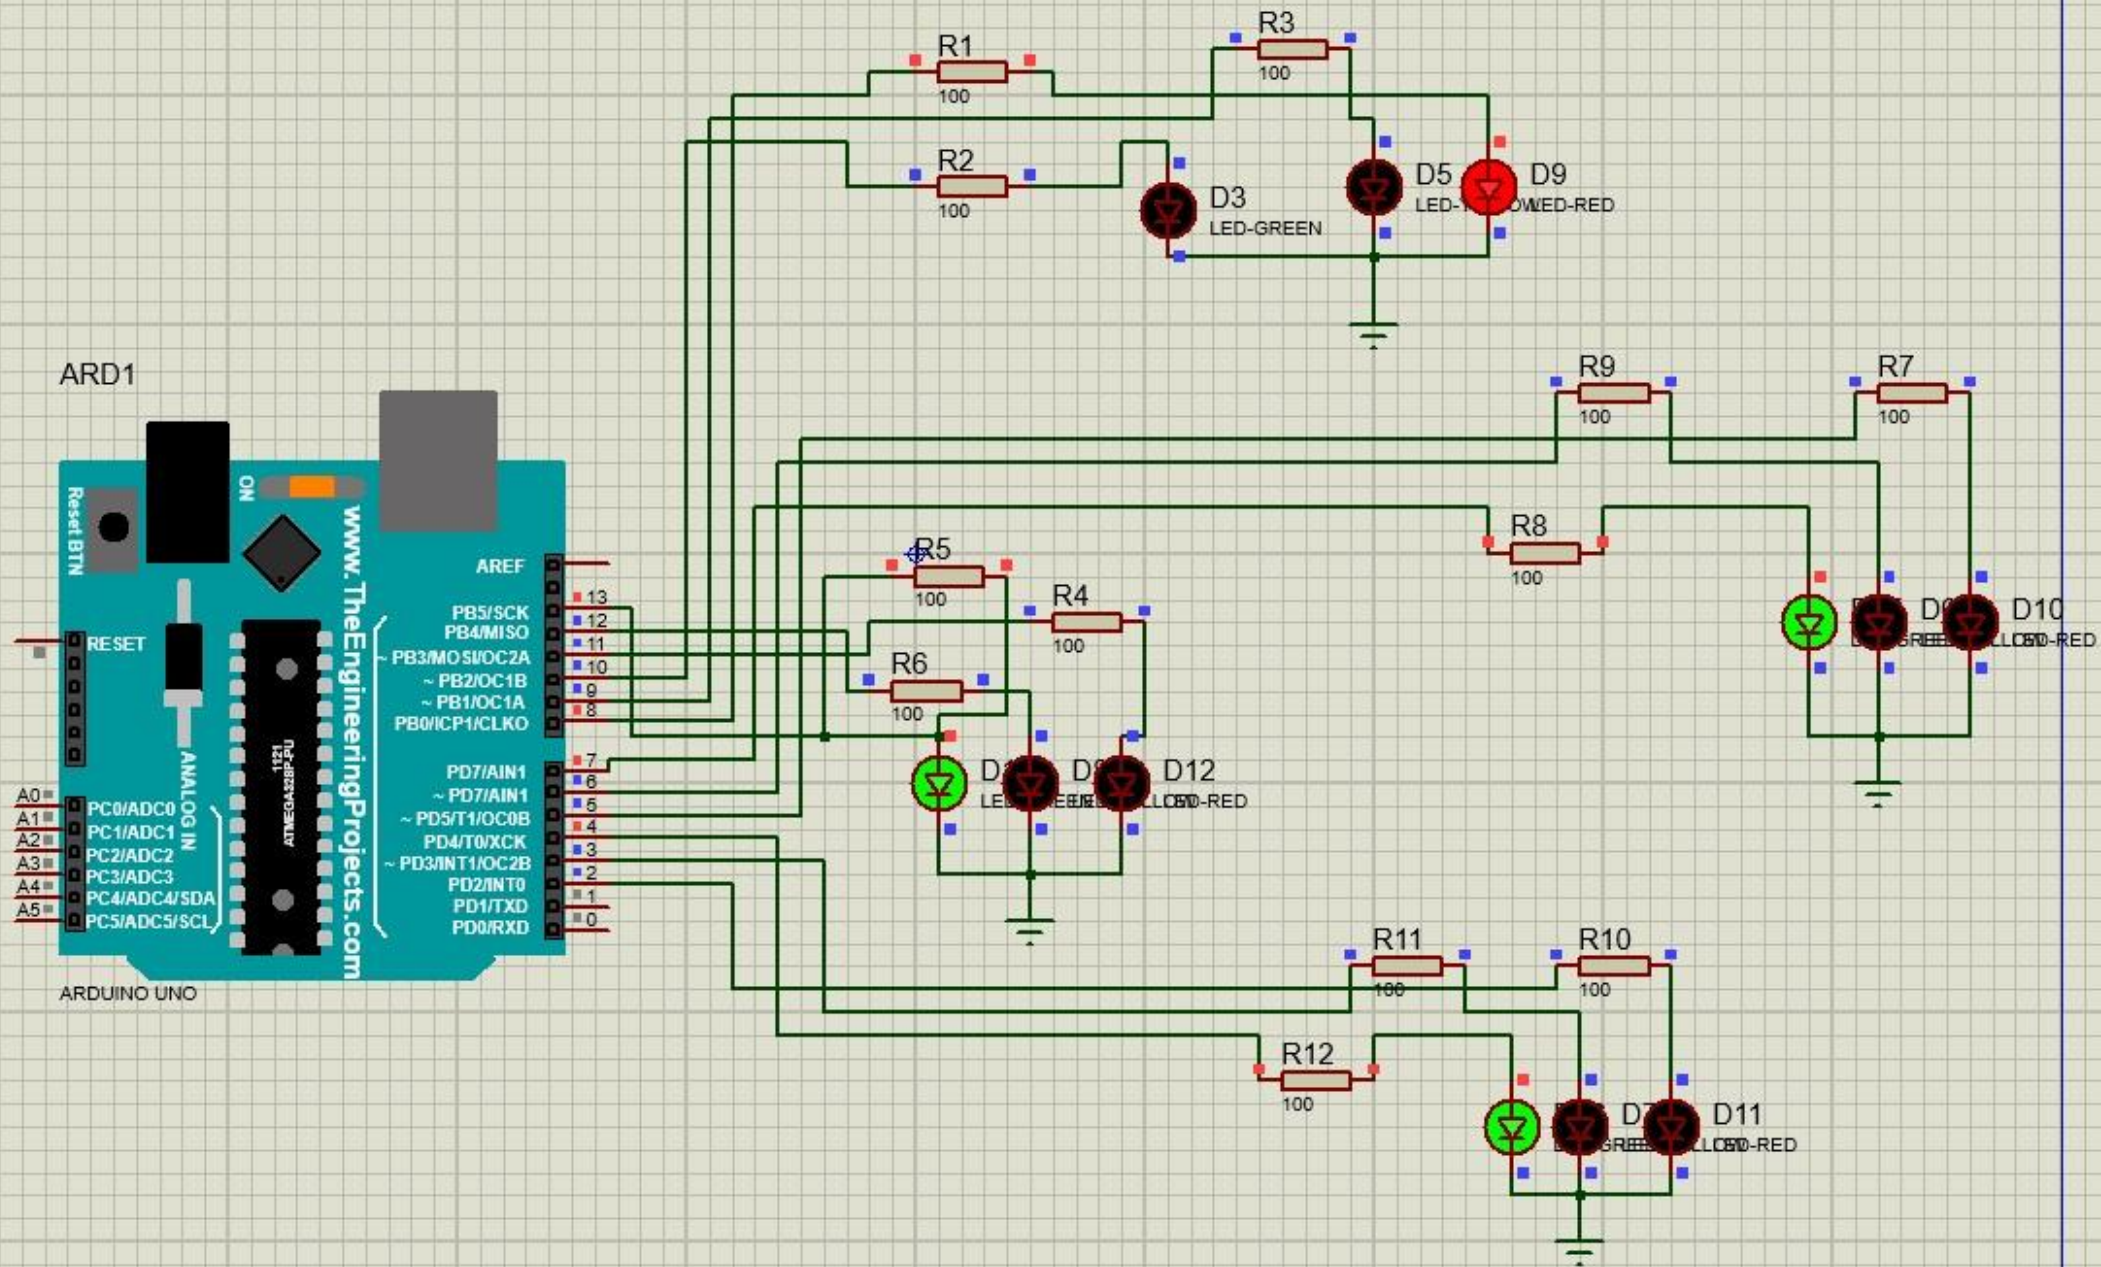 R3
100
R1
100
R2
100
D3
LED-GREEN
D5
D9
LED-RED
ARD1
R9
100
R7
100
R8
100
D10
R5
100
R4
100
R6
100
D12
Reset BTN
ON
www.TheEngineeringProjects.com
ATMEGA328P-PU
1121
ANALOG IN
RESET
AREF
PB5/SCK
13
PB4/MISO
12
~ PB3/MOSI/OC2A
11
~ PB2/OC1B
10
~ PB1/OC1A
9
PB0/ICP1/CLKO
8
PD7/AIN1
7
~ PD7/AIN1
6
~ PD5/T1/OC0B
5
PD4/T0/XCK
4
~ PD3/INT1/OC2B
3
PD2/INT0
2
PD1/TXD
1
PD0/RXD
0
A0
PC0/ADC0
A1
PC1/ADC1
A2
PC2/ADC2
A3
PC3/ADC3
A4
PC4/ADC4/SDA
A5
PC5/ADC5/SCL
ARDUINO UNO
R11
100
R10
100
R12
100
D11